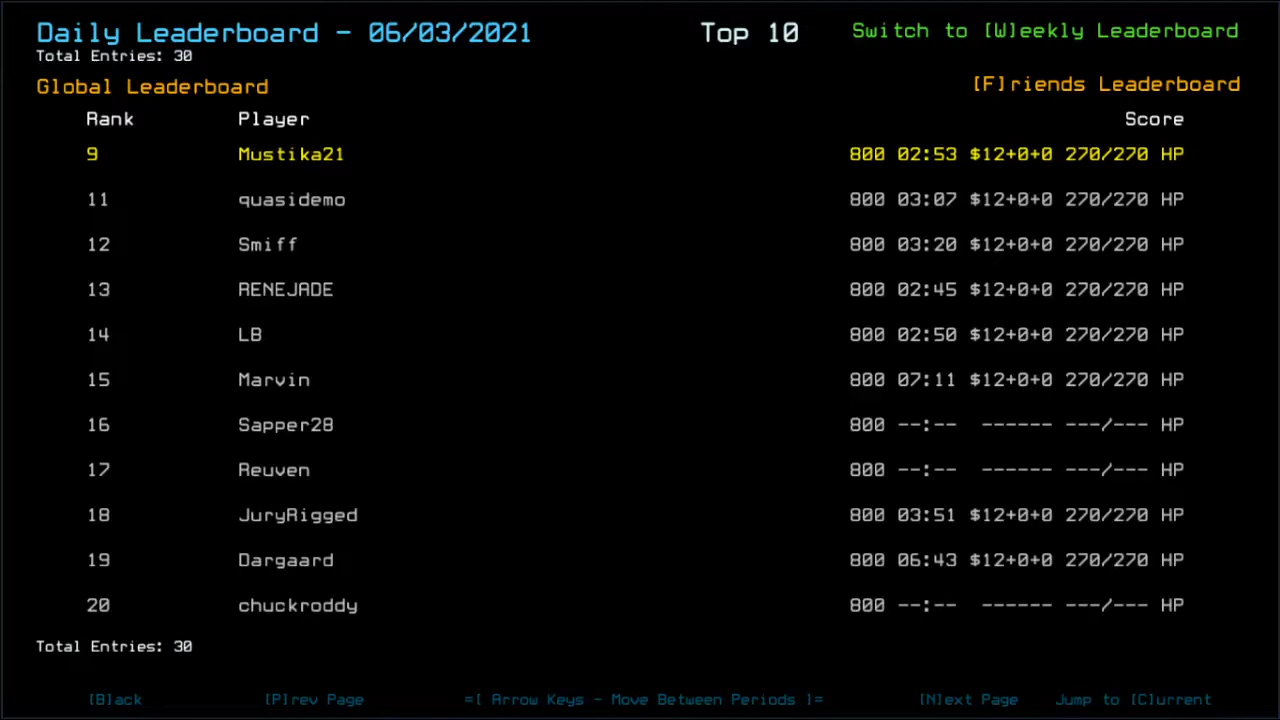 Daily Leaderboard - 06/03/2021 Top 10 Switch to [W]eekly Leaderboard
Total Entries: 30
Global Leaderboard [F]riends Leaderboard
Rank Player Score
9 Mustika21 800 02:53 $12+0+0 270/270 HP
11 quasidemo 800 03:07 $12+0+0 270/270 HP
12 Smiff 800 03:20 $12+0+0 270/270 HP
13 RENEJADE 800 02:45 $12+0+0 270/270 HP
14 LB 800 02:50 $12+0+0 270/270 HP
15 Marvin 800 07:11 $12+0+0 270/270 HP
16 Sapper28 800 --:-- ------ ---/--- HP
17 Reuven 800 --:-- ------ ---/--- HP
18 JuryRigged 800 03:51 $12+0+0 270/270 HP
19 Dargaard 800 06:43 $12+0+0 270/270 HP
20 chuckroddy 800 --:-- ------ ---/--- HP
Total Entries: 30
[B]ack [P]rev Page =[ Arrow Keys - Move Between Periods ]= [N]ext Page Jump to [C]urrent